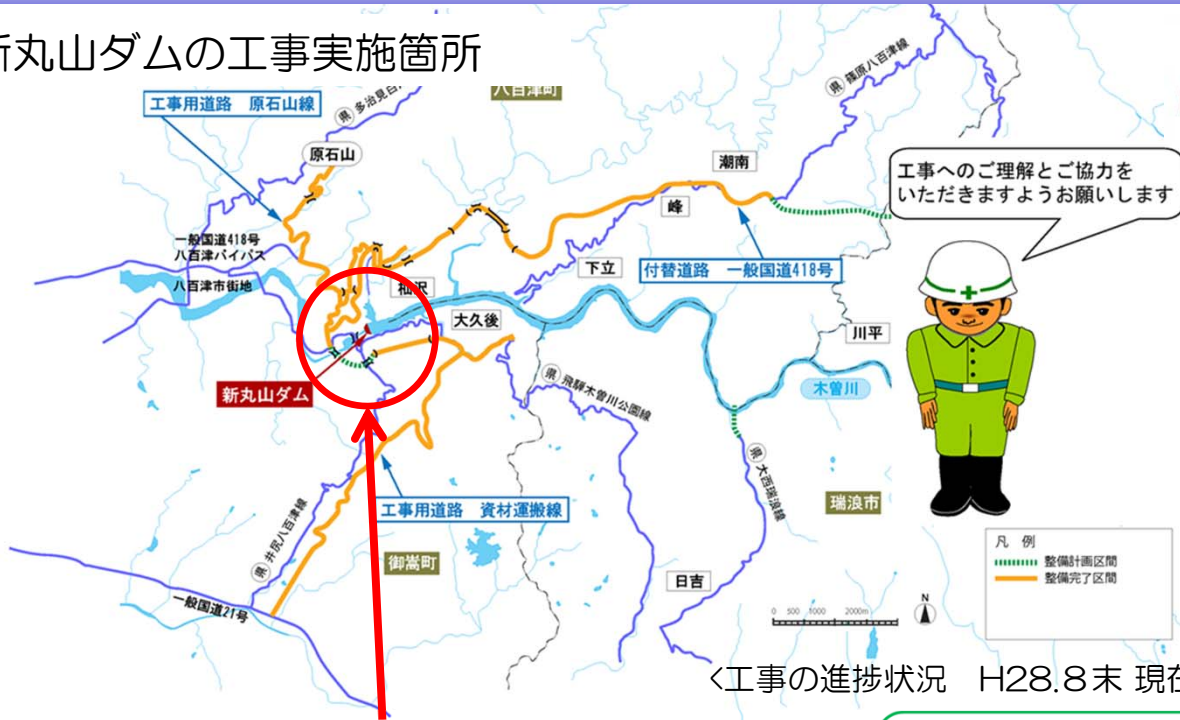 新丸山ダムの工事実施箇所
八百津町
工事用道路 原石山線
県 多治見
県 篠原八百津線
原石山
潮南
工事へのご理解とご協力を
いただきますようお願いします
峰
一般国道418号
八百津バイパス
八百津市街地
下立
付替道路 一般国道418号
杣沢
大久後
川平
新丸山ダム
木曽川
県 飛騨木曽川公園線
県 大西瑞浪線
工事用道路 資材運搬線
瑞浪市
県 井尻八百津線
御嵩町
凡 例
整備計画区間
整備完了区間
日吉
一般国道21号
0 500 1000 2000m
N
<工事の進捗状況 H28.8末 現在